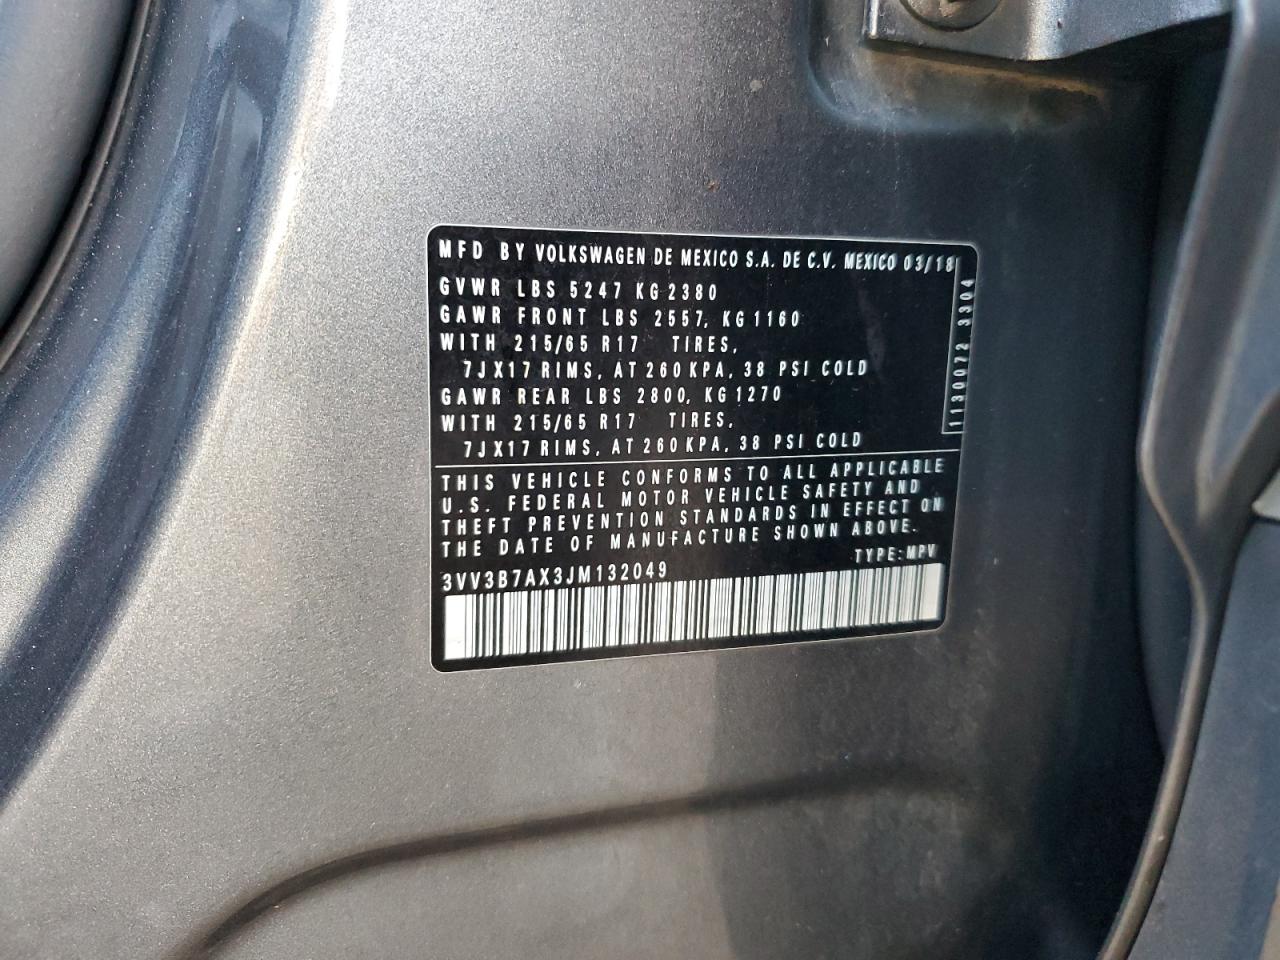 MFD BY VOLKSWAGEN DE MEXICO S.A. DE C.V. MEXICO 03/18
GVWR LBS 5247 KG 2380
GAWR FRONT LBS 2557, KG 1160
WITH 215/65 R17 TIRES,
7JX17 RIMS, AT 260 KPA, 38 PSI COLD
GAWR REAR LBS 2800, KG 1270
WITH 215/65 R17 TIRES,
7JX17 RIMS, AT 260 KPA, 38 PSI COLD
1130072 3304
THIS VEHICLE CONFORMS TO ALL APPLICABLE
U.S. FEDERAL MOTOR VEHICLE SAFETY AND
THEFT PREVENTION STANDARDS IN EFFECT ON
THE DATE OF MANUFACTURE SHOWN ABOVE.
TYPE: MPV
3VV3B7AX3JM132049